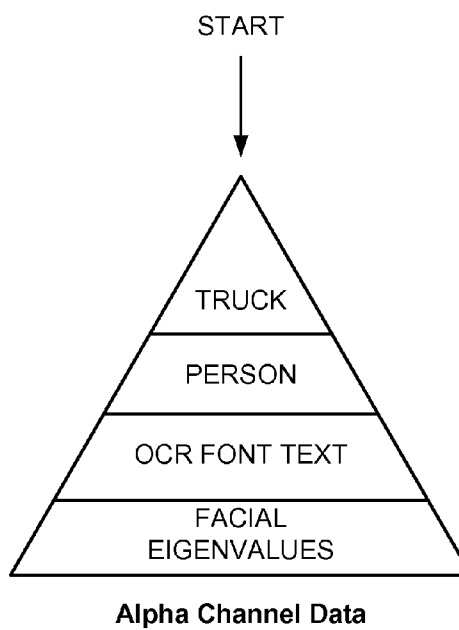 START
TRUCK
PERSON
OCR FONT TEXT
FACIAL
EIGENVALUES
Alpha Channel Data